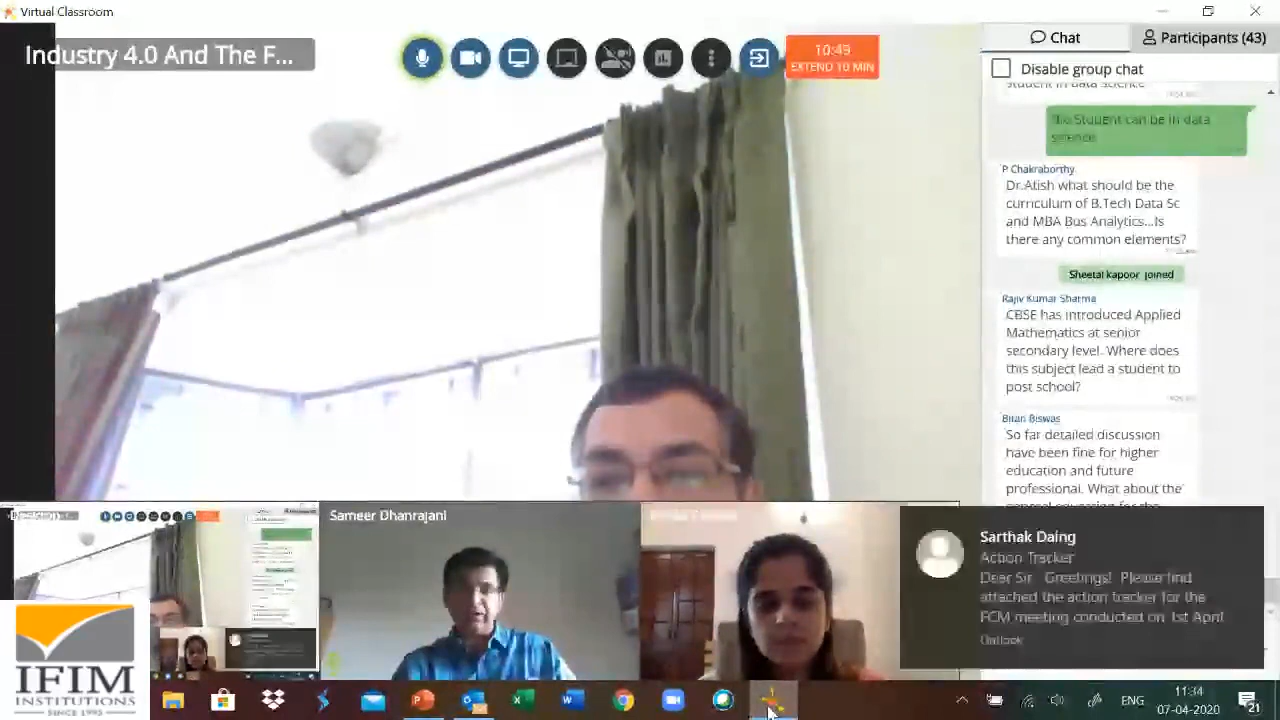 Virtual Classroom
Industry 4.0 And The F...
10:49
EXTEND 10 MIN
Chat
Participants (43)
Disable group chat
student in data science
Student can be in data
science
P Chakraborthy
Dr.Atish what should be the
curriculum of B.Tech Data Sc
and MBA Bus Analytics...Is
there any common elements?
Sheetal kapoor joined
Rajiv Kumar Sharma
CBSE has introduced Applied
Mathematics at senior
secondary level. Where does
this subject lead a student to
post school?
Biswas
So far detailed discussion
have been fine for higher
education and future
professional. What about the
Sameer Dhanrajani
Sarthak Daing
Action Tracker
Dear Sir Greetings! Please find
attached the action tracker for the
meeting conducted on 1st April
Outlook
IFIM
INSTITUTIONS
SINCE 1995
ENG
11:34
07-04-2020
21